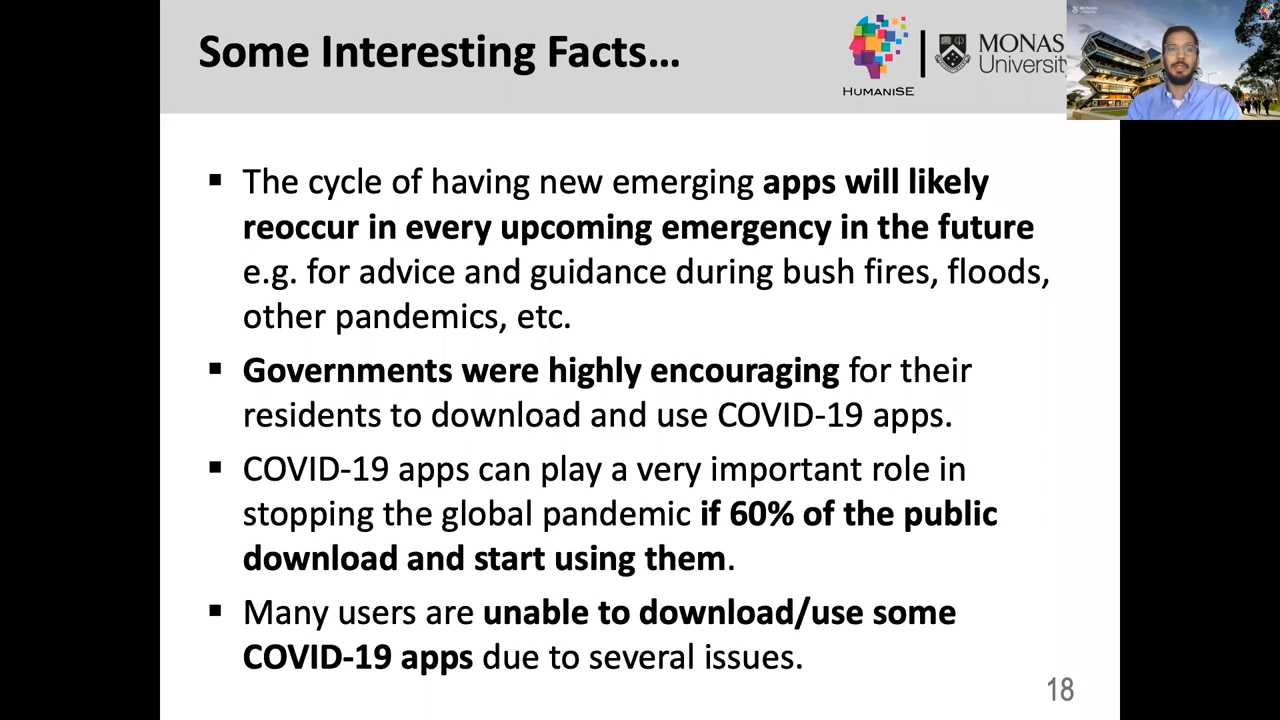 Some Interesting Facts...
HUMANISE
MONAS
University
MONASH
University
▪ The cycle of having new emerging apps will likely
reoccur in every upcoming emergency in the future
e.g. for advice and guidance during bush fires, floods,
other pandemics, etc.
▪ Governments were highly encouraging for their
residents to download and use COVID-19 apps.
▪ COVID-19 apps can play a very important role in
stopping the global pandemic if 60% of the public
download and start using them.
▪ Many users are unable to download/use some
COVID-19 apps due to several issues.
18